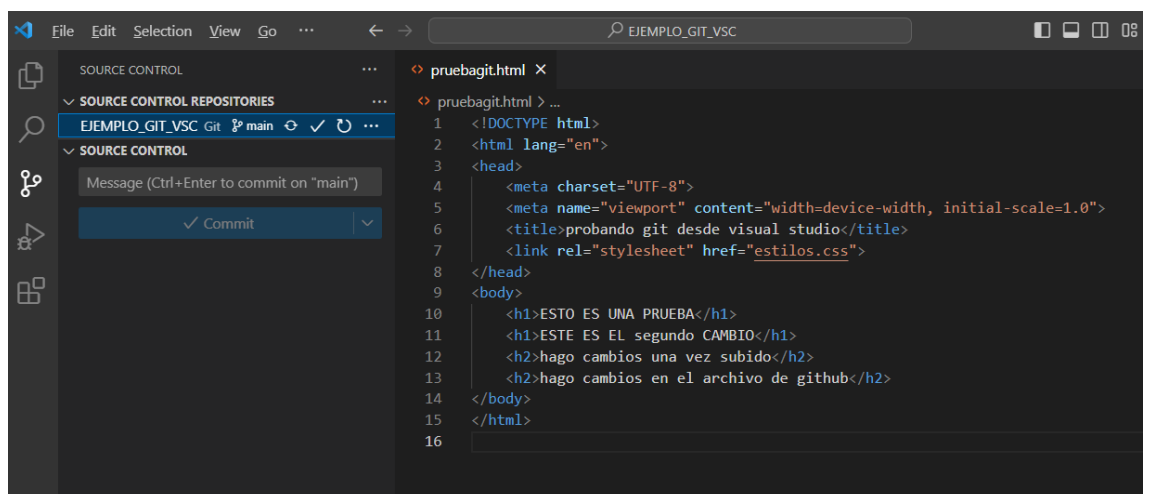 File Edit Selection View Go ··· EJEMPLO_GIT_VSC
SOURCE CONTROL ···
SOURCE CONTROL REPOSITORIES ···
EJEMPLO_GIT_VSC Git main ···
SOURCE CONTROL
Message (Ctrl+Enter to commit on "main")
Commit
pruebagit.html
pruebagit.html > ...
1 <!DOCTYPE html>
2 <html lang="en">
3 <head>
4     <meta charset="UTF-8">
5     <meta name="viewport" content="width=device-width, initial-scale=1.0">
6     <title>probando git desde visual studio</title>
7     <link rel="stylesheet" href="estilos.css">
8 </head>
9 <body>
10     <h1>ESTO ES UNA PRUEBA</h1>
11     <h1>ESTE ES EL segundo CAMBIO</h1>
12     <h2>hago cambios una vez subido</h2>
13     <h2>hago cambios en el archivo de github</h2>
14 </body>
15 </html>
16